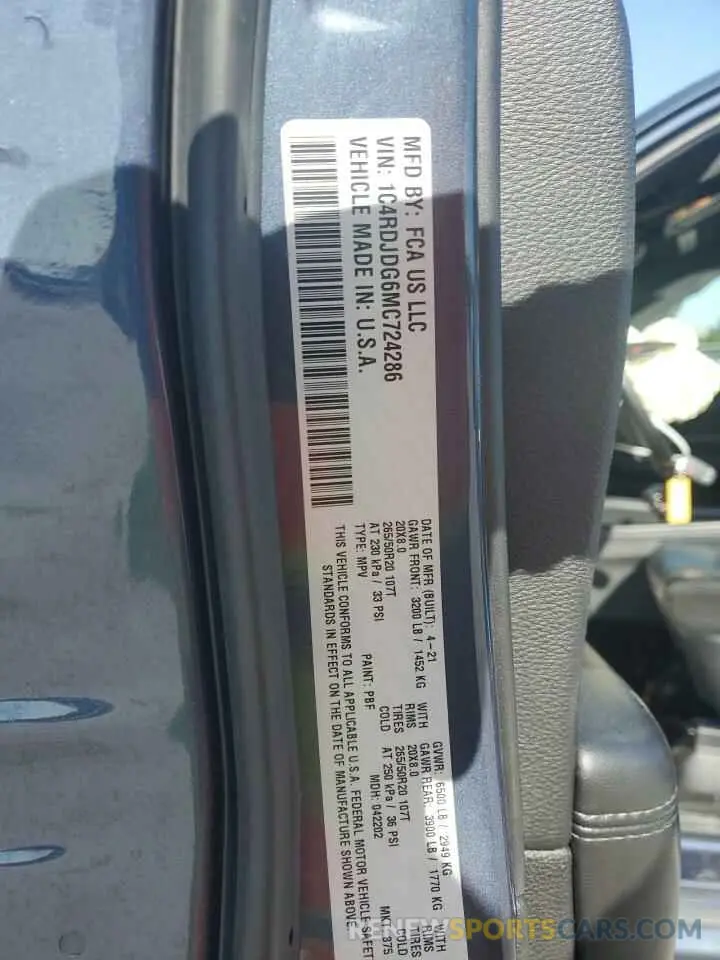 MFD BY: FCA US LLC
VIN: 1C4RDJDG6MC724286
VEHICLE MADE IN: U.S.A.
DATE OF MFR (BUILT): 4-21 GVWR: 6500 LB / 2949 KG
GAWR FRONT: 3200 LB / 1452 KG WITH GAWR REAR: 3900 LB / 1770 KG WITH
20X8.0 RIMS 20X8.0 RIMS
265/50R20 107T TIRES 265/50R20 107T TIRES
AT 230 kPa / 33 PSI COLD AT 250 kPa / 36 PSI COLD
TYPE: MPV PAINT: PBF MDH: 042202 MKT: 375
THIS VEHICLE CONFORMS TO ALL APPLICABLE U.S.A. FEDERAL MOTOR VEHICLE SAFET
STANDARDS IN EFFECT ON THE DATE OF MANUFACTURE SHOWN ABOVE.
RENEWSPORTCARS.COM